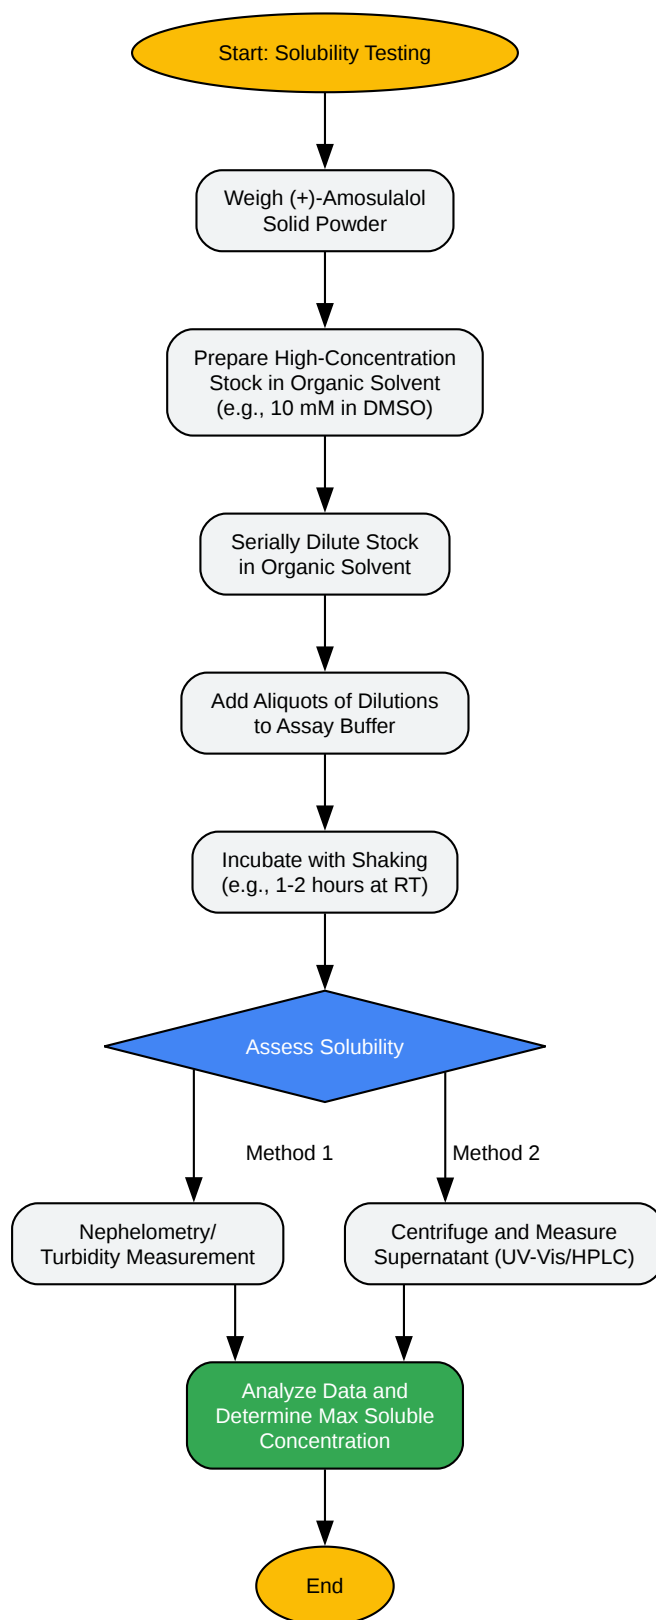 Start: Solubility Testing
Weigh (+)-Amosulalol
Solid Powder
Prepare High-Concentration
Stock in Organic Solvent
(e.g., 10 mM in DMSO)
Serially Dilute Stock
in Organic Solvent
Add Aliquots of Dilutions
to Assay Buffer
Incubate with Shaking
(e.g., 1-2 hours at RT)
Assess Solubility
Method 1
Method 2
Nephelometry/
Turbidity Measurement
Centrifuge and Measure
Supernatant (UV-Vis/HPLC)
Analyze Data and
Determine Max Soluble
Concentration
End